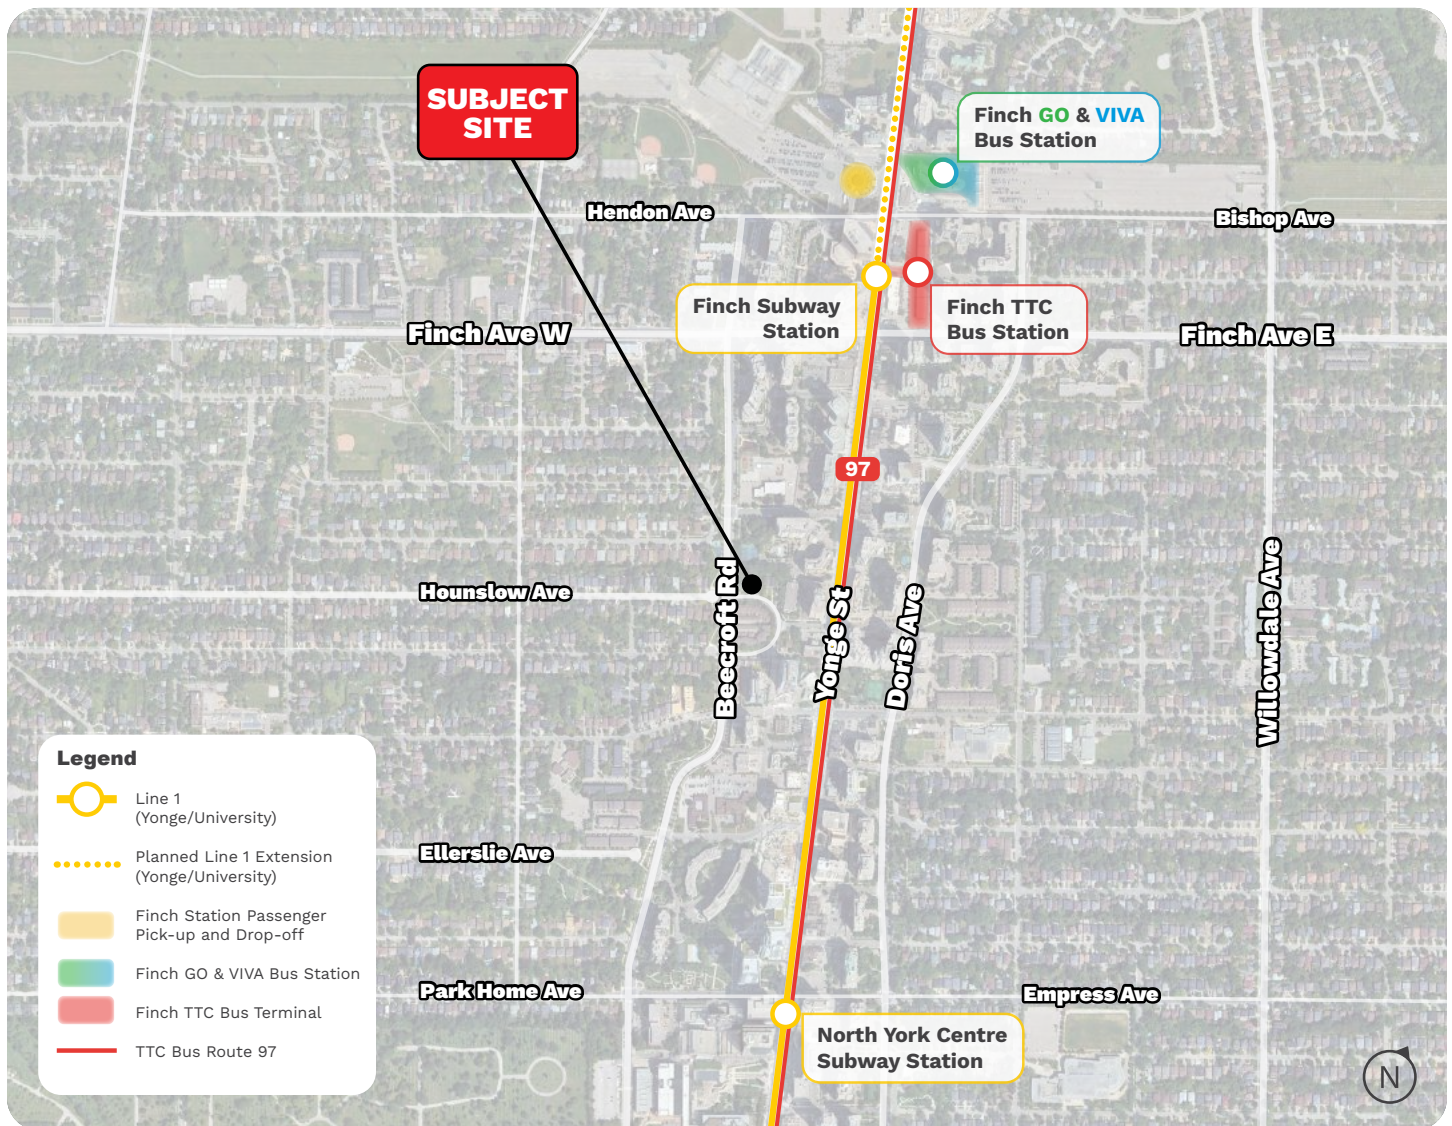 SUBJECT
SITE
Finch GO & VIVA
Bus Station
Hendon Ave
Bishop Ave
Finch Subway
Station
Finch TTC
Bus Station
Finch Ave W
Finch Ave E
97
Hounslow Ave
Beecroft Rd
Yonge St
Doris Ave
Willowdale Ave
Legend
Line 1
(Yonge/University)
Planned Line 1 Extension
(Yonge/University)
Finch Station Passenger
Pick-up and Drop-off
Finch GO & VIVA Bus Station
Finch TTC Bus Terminal
TTC Bus Route 97
Ellerslie Ave
Park Home Ave
Empress Ave
North York Centre
Subway Station
N